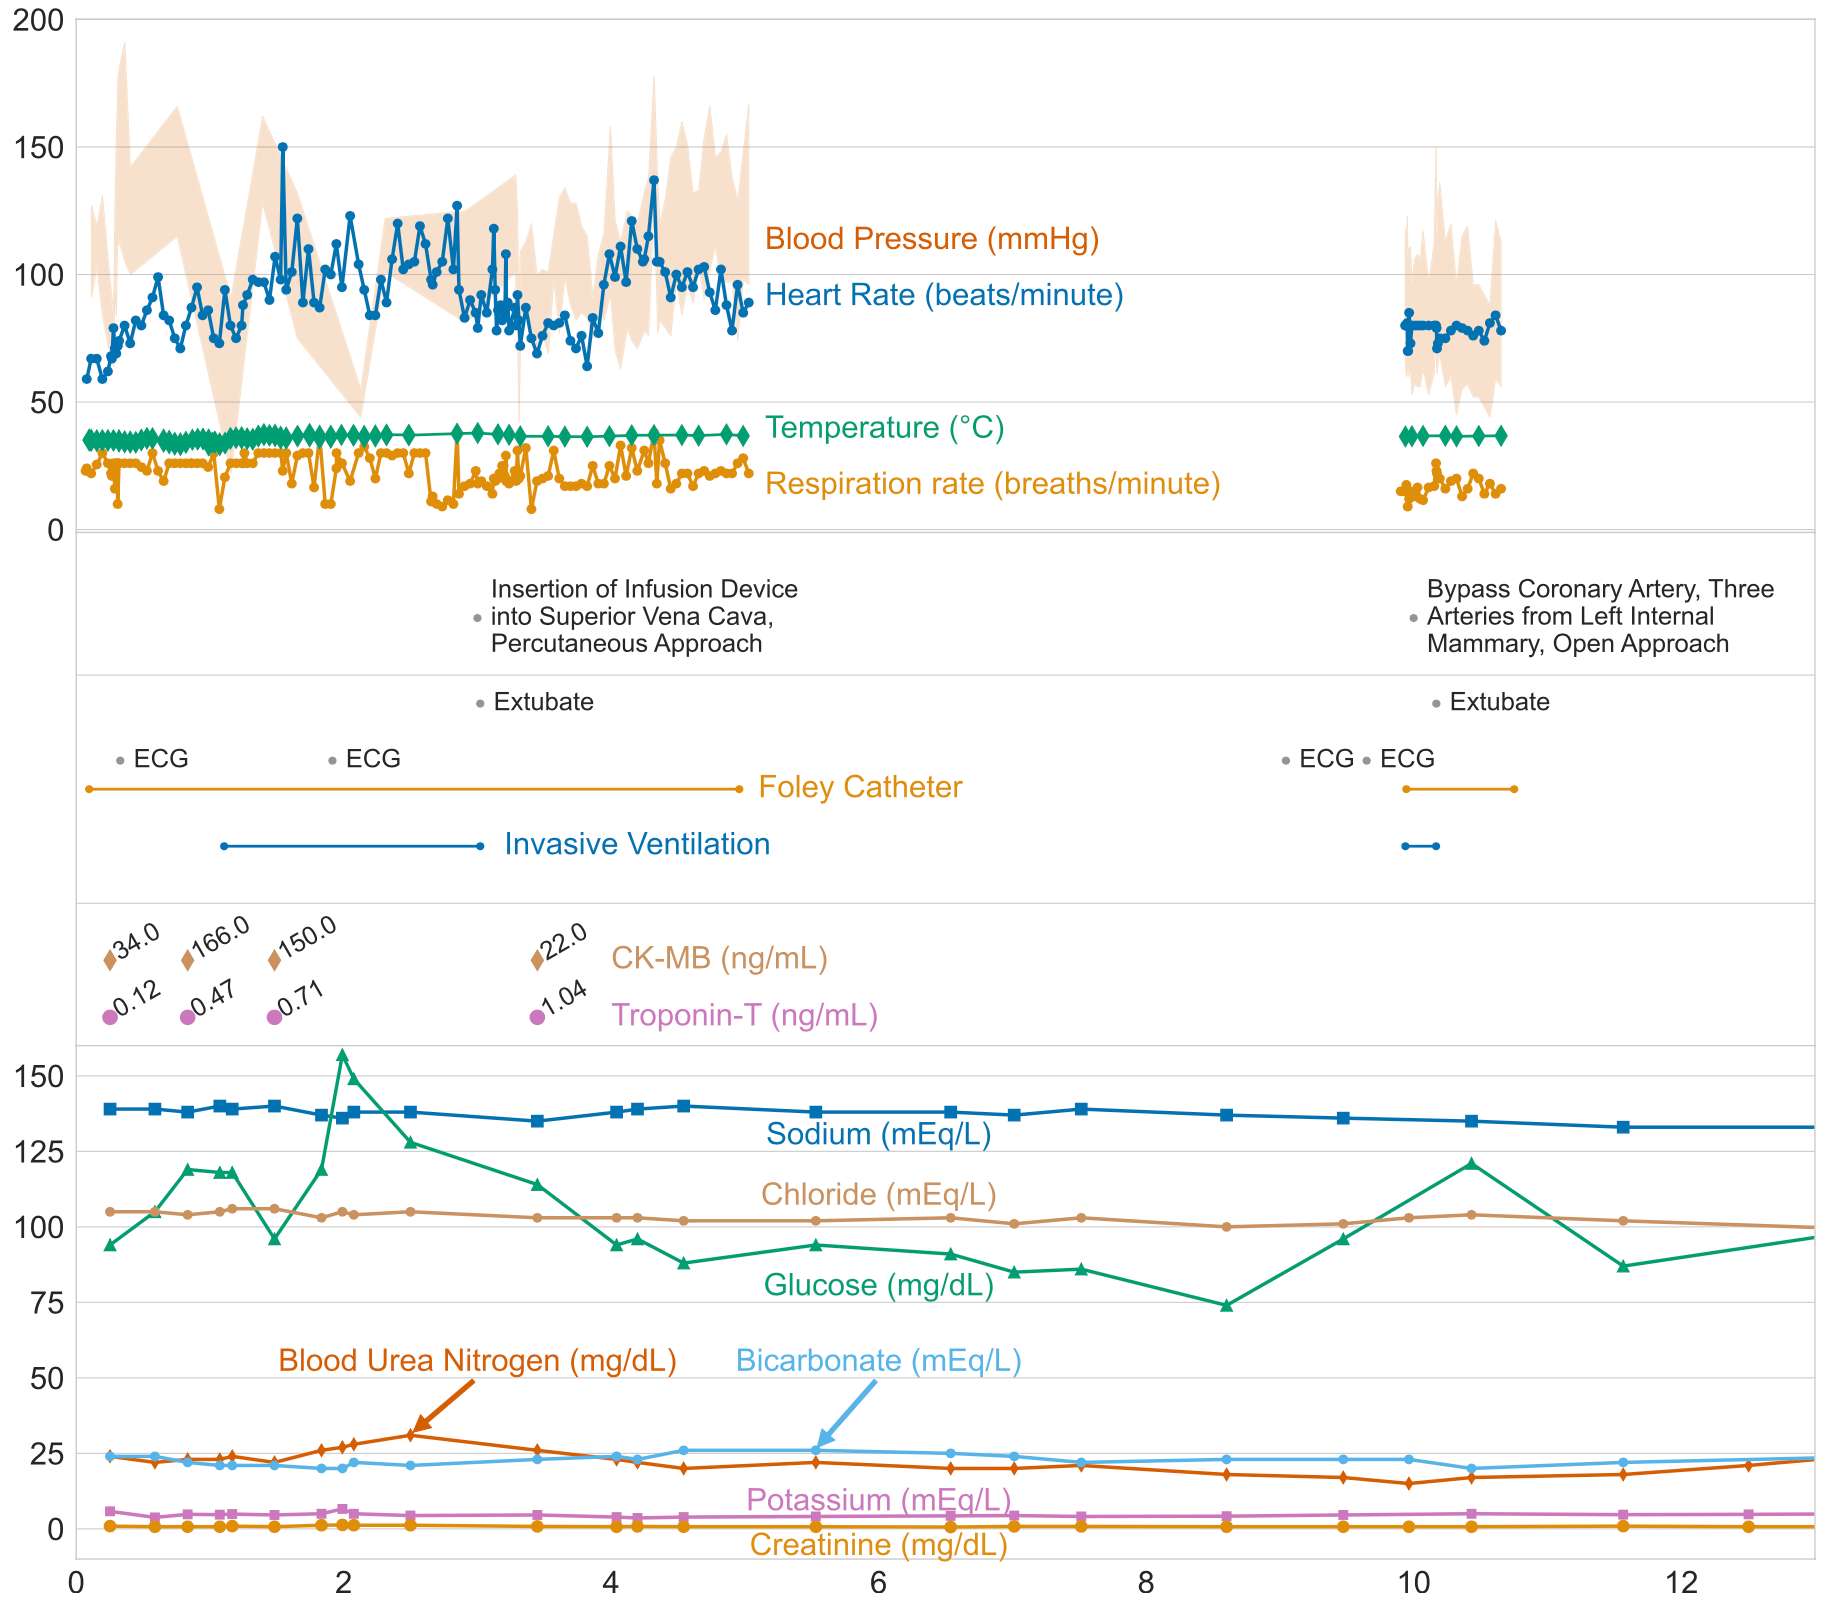 200
150
100
50
0
Blood Pressure (mmHg)
Heart Rate (beats/minute)
Temperature (°C)
Respiration rate (breaths/minute)
Insertion of Infusion Device
into Superior Vena Cava,
Percutaneous Approach
Bypass Coronary Artery, Three
Arteries from Left Internal
Mammary, Open Approach
Extubate
Extubate
ECG
ECG
ECG
ECG
Foley Catheter
Invasive Ventilation
34.0
166.0
150.0
22.0
CK-MB (ng/mL)
0.12
0.47
0.71
1.04
Troponin-T (ng/mL)
150
125
100
75
50
25
0
Sodium (mEq/L)
Chloride (mEq/L)
Glucose (mg/dL)
Blood Urea Nitrogen (mg/dL)
Bicarbonate (mEq/L)
Potassium (mEq/L)
Creatinine (mg/dL)
0 2 4 6 8 10 12